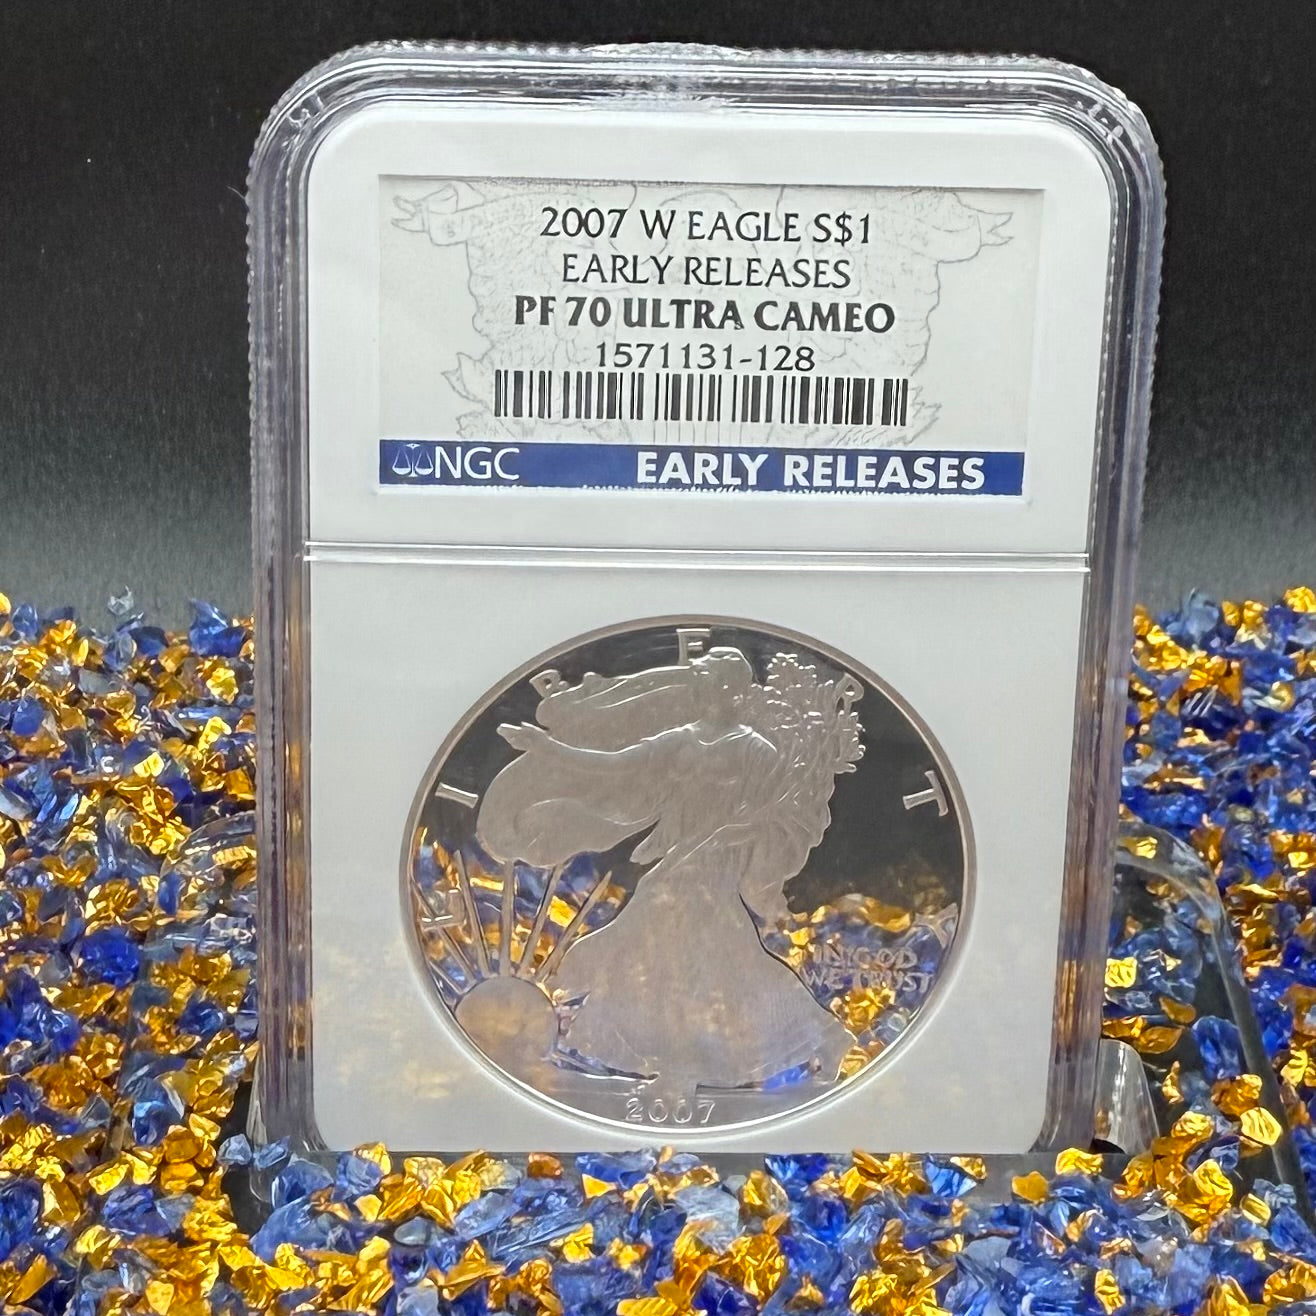 2007 W EAGLE S$1
EARLY RELEASES
PF 70 ULTRA CAMEO
1571131-128
NGC EARLY RELEASES
LIBERTY
IN GOD
WE TRUST
2007